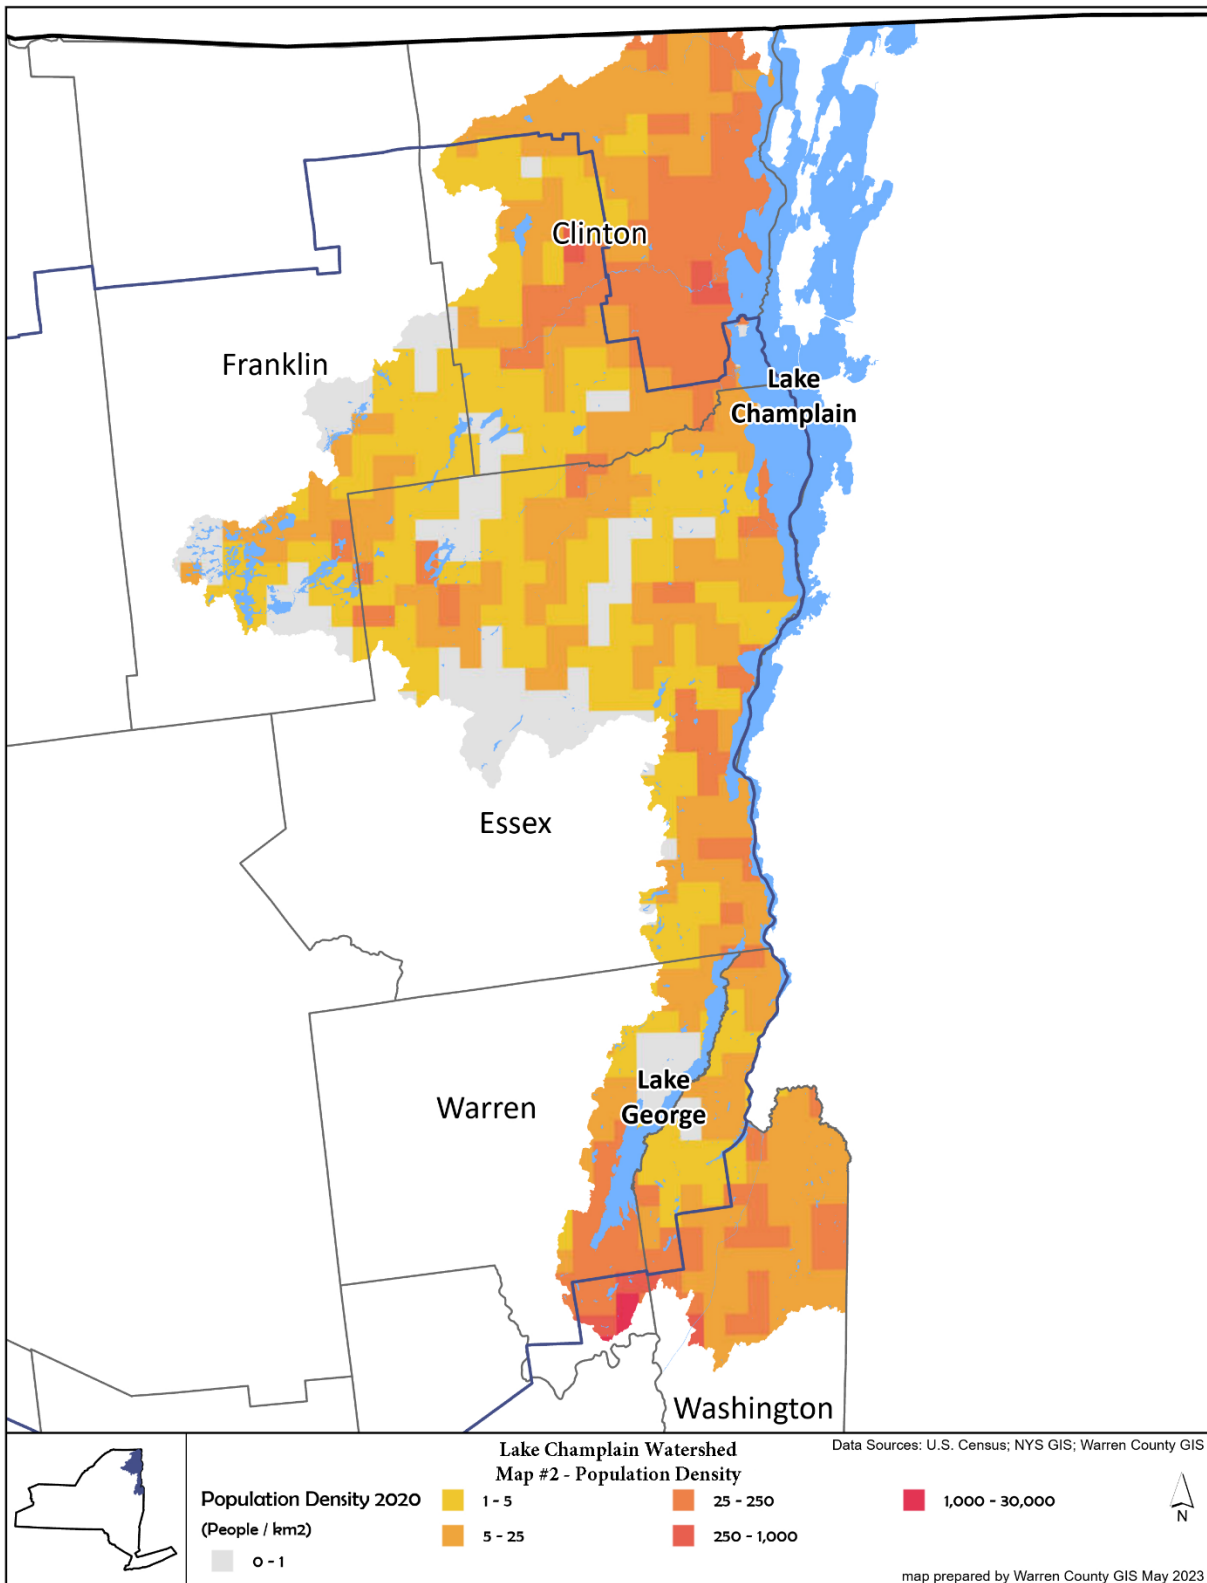 Clinton
Franklin
Lake
Champlain
Essex
Lake
George
Warren
Washington
Lake Champlain Watershed
Map #2 - Population Density
Data Sources: U.S. Census; NYS GIS; Warren County GIS
Population Density 2020
(People / km2)
0 - 1
1 - 5
5 - 25
25 - 250
250 - 1,000
1,000 - 30,000
N
map prepared by Warren County GIS May 2023